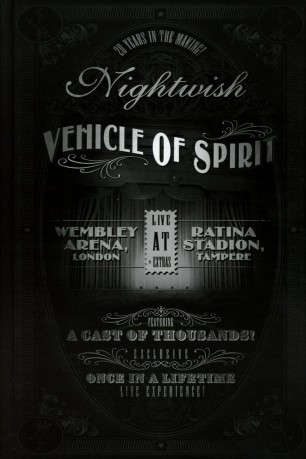 20 YEARS IN THE MAKING!
Nightwish
VEHICLE OF SPIRIT
WEMBLEY
ARENA,
LONDON
LIVE
AT
+ EXTRAS
RATINA
STADION,
TAMPERE
FEATURING
A CAST OF THOUSANDS!
EXCLUSIVE
ONCE IN A LIFETIME
LIVE EXPERIENCE!